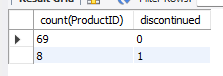 Result Grid Filter Rows:
count(ProductID) discontinued
69 0
8 1